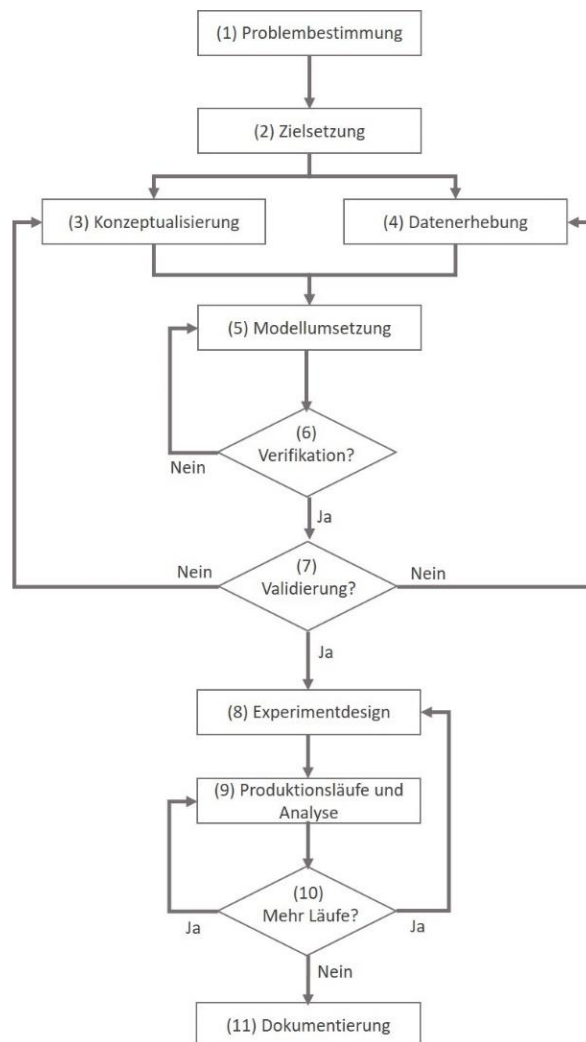 (1) Problembestimmung
(2) Zielsetzung
(3) Konzeptualisierung
(4) Datenerhebung
(5) Modellumsetzung
(6)
Verifikation?
Nein
Ja
(7)
Validierung?
Nein
Nein
Ja
(8) Experimentdesign
(9) Produktionsläufe und
Analyse
(10)
Mehr Läufe?
Ja
Ja
Nein
(11) Dokumentierung